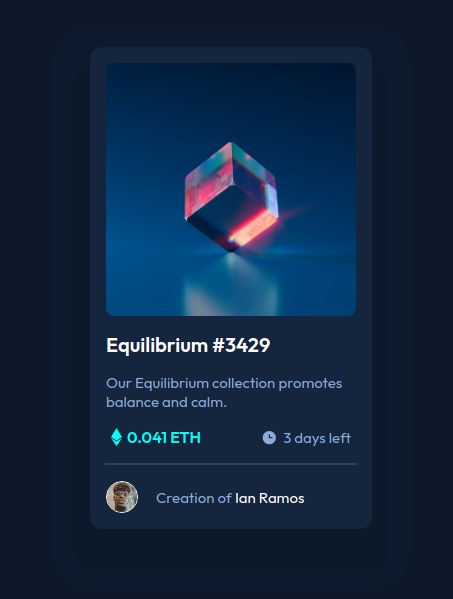 Equilibrium #3429
Our Equilibrium collection promotes
balance and calm.
0.041 ETH 3 days left
Creation of Ian Ramos